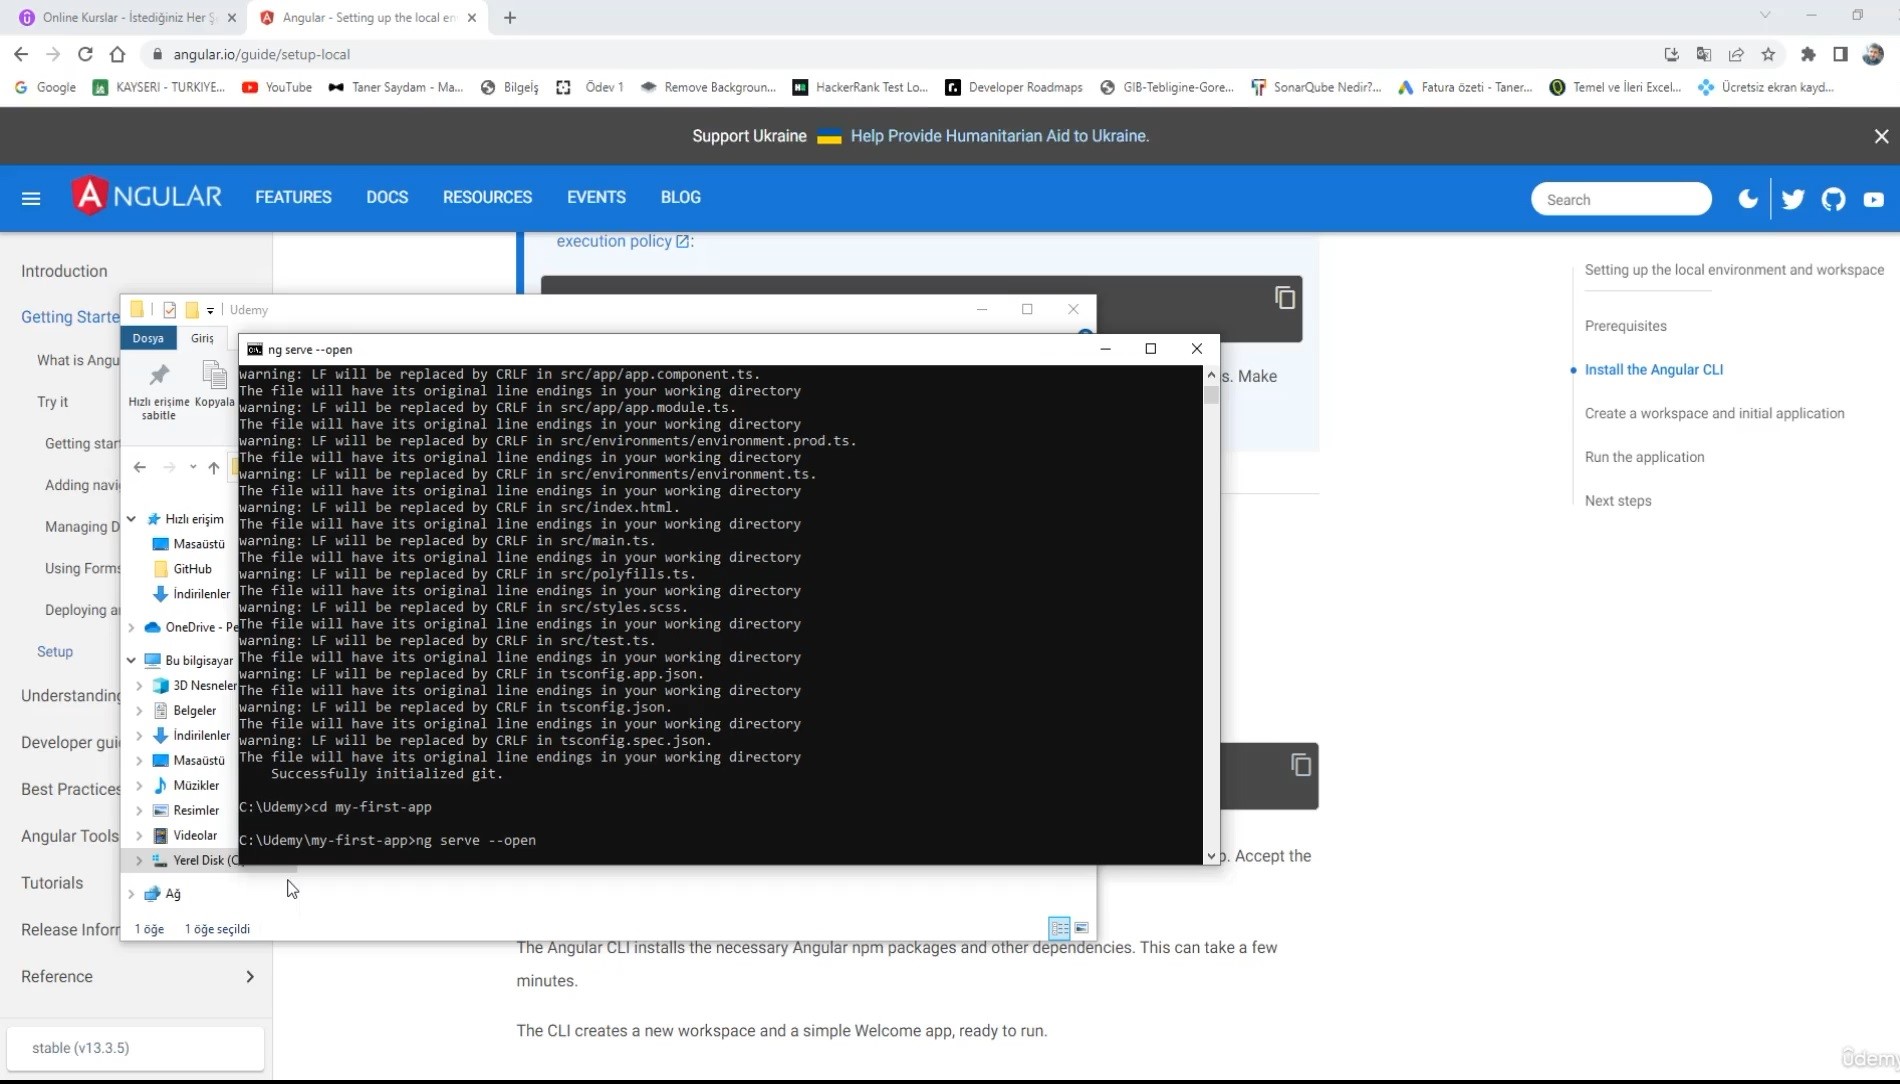 Online Kurslar - İstediğiniz Her Ş
Angular - Setting up the local en
angular.io/guide/setup-local
Google
KAYSERI - TURKIYE...
YouTube
Taner Saydam - Ma...
Bilgelş
Ödev 1
Remove Backgroun...
HackerRank Test Lo...
Developer Roadmaps
GIB-Tebligine-Gore...
SonarQube Nedir?...
Fatura özeti - Taner...
Temel ve İleri Excel...
Ücretsiz ekran kayd...
Support Ukraine Help Provide Humanitarian Aid to Ukraine.
ANGULAR
FEATURES
DOCS
RESOURCES
EVENTS
BLOG
Search
Introduction
Getting Starte
What is Angu
Try it
Getting star
Adding navi
Managing D
Using Forms
Deploying a
Setup
Understanding
Developer gui
Best Practices
Angular Tools
Tutorials
Release Inforr
Reference
stable (v13.3.5)
execution policy :
s. Make
p. Accept the
The Angular CLI installs the necessary Angular npm packages and other dependencies. This can take a few
minutes.
The CLI creates a new workspace and a simple Welcome app, ready to run.
Setting up the local environment and workspace
Prerequisites
Install the Angular CLI
Create a workspace and initial application
Run the application
Next steps
Udemy
Dosya
Giriş
Hızlı erişime
sabitle
Kopyala
Hızlı erişim
Masaüstü
GitHub
İndirilenler
OneDrive - Pe
Bu bilgisayar
3D Nesneler
Belgeler
İndirilenler
Masaüstü
Müzikler
Resimler
Videolar
Yerel Disk (C
Ağ
1 öğe
1 öğe seçildi
ng serve --open
warning: LF will be replaced by CRLF in src/app/app.component.ts.
The file will have its original line endings in your working directory
warning: LF will be replaced by CRLF in src/app/app.module.ts.
The file will have its original line endings in your working directory
warning: LF will be replaced by CRLF in src/environments/environment.prod.ts.
The file will have its original line endings in your working directory
warning: LF will be replaced by CRLF in src/environments/environment.ts.
The file will have its original line endings in your working directory
warning: LF will be replaced by CRLF in src/index.html.
The file will have its original line endings in your working directory
warning: LF will be replaced by CRLF in src/main.ts.
The file will have its original line endings in your working directory
warning: LF will be replaced by CRLF in src/polyfills.ts.
The file will have its original line endings in your working directory
warning: LF will be replaced by CRLF in src/styles.scss.
The file will have its original line endings in your working directory
warning: LF will be replaced by CRLF in src/test.ts.
The file will have its original line endings in your working directory
warning: LF will be replaced by CRLF in tsconfig.app.json.
The file will have its original line endings in your working directory
warning: LF will be replaced by CRLF in tsconfig.json.
The file will have its original line endings in your working directory
warning: LF will be replaced by CRLF in tsconfig.spec.json.
The file will have its original line endings in your working directory
Successfully initialized git.
C:\Udemy>cd my-first-app
C:\Udemy\my-first-app>ng serve --open
ûdemy